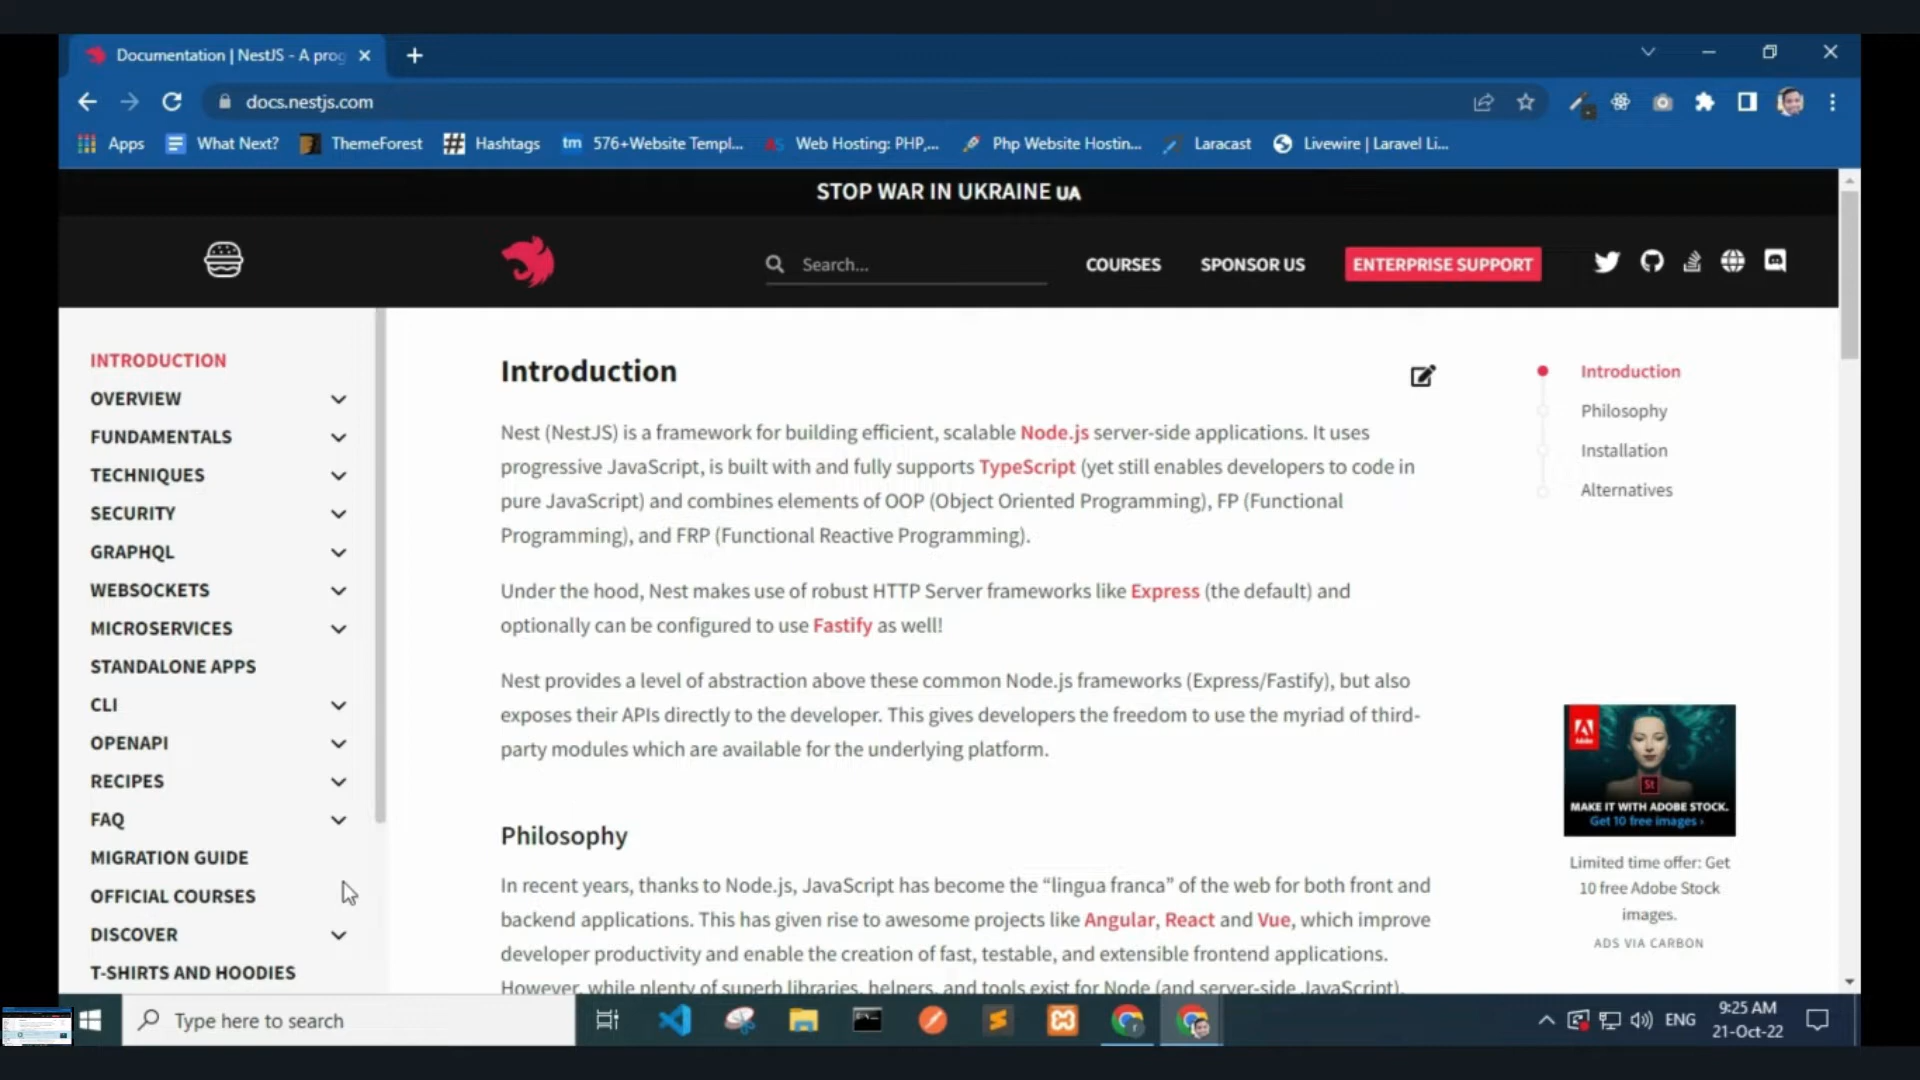 Documentation | NestJS - A prog
docs.nestjs.com
Apps
What Next?
ThemeForest
Hashtags
tm
576+Website Templ...
Web Hosting: PHP,...
Php Website Hostin...
Laracast
Livewire | Laravel Li...
STOP WAR IN UKRAINE UA
Search...
COURSES
SPONSOR US
ENTERPRISE SUPPORT
INTRODUCTION
OVERVIEW
FUNDAMENTALS
TECHNIQUES
SECURITY
GRAPHQL
WEBSOCKETS
MICROSERVICES
STANDALONE APPS
CLI
OPENAPI
RECIPES
FAQ
MIGRATION GUIDE
OFFICIAL COURSES
DISCOVER
T-SHIRTS AND HOODIES
Introduction
Nest (NestJS) is a framework for building efficient, scalable Node.js server-side applications. It uses
progressive JavaScript, is built with and fully supports TypeScript (yet still enables developers to code in
pure JavaScript) and combines elements of OOP (Object Oriented Programming), FP (Functional
Programming), and FRP (Functional Reactive Programming).
Under the hood, Nest makes use of robust HTTP Server frameworks like Express (the default) and
optionally can be configured to use Fastify as well!
Nest provides a level of abstraction above these common Node.js frameworks (Express/Fastify), but also
exposes their APIs directly to the developer. This gives developers the freedom to use the myriad of third-
party modules which are available for the underlying platform.
Philosophy
In recent years, thanks to Node.js, JavaScript has become the “lingua franca” of the web for both front and
backend applications. This has given rise to awesome projects like Angular, React and Vue, which improve
developer productivity and enable the creation of fast, testable, and extensible frontend applications.
However, while plenty of superb libraries, helpers, and tools exist for Node (and server-side JavaScript),
Introduction
Philosophy
Installation
Alternatives
Adobe
St
MAKE IT WITH ADOBE STOCK.
Get 10 free images ›
Limited time offer: Get
10 free Adobe Stock
images.
ADS VIA CARBON
Type here to search
ENG
9:25 AM
21-Oct-22